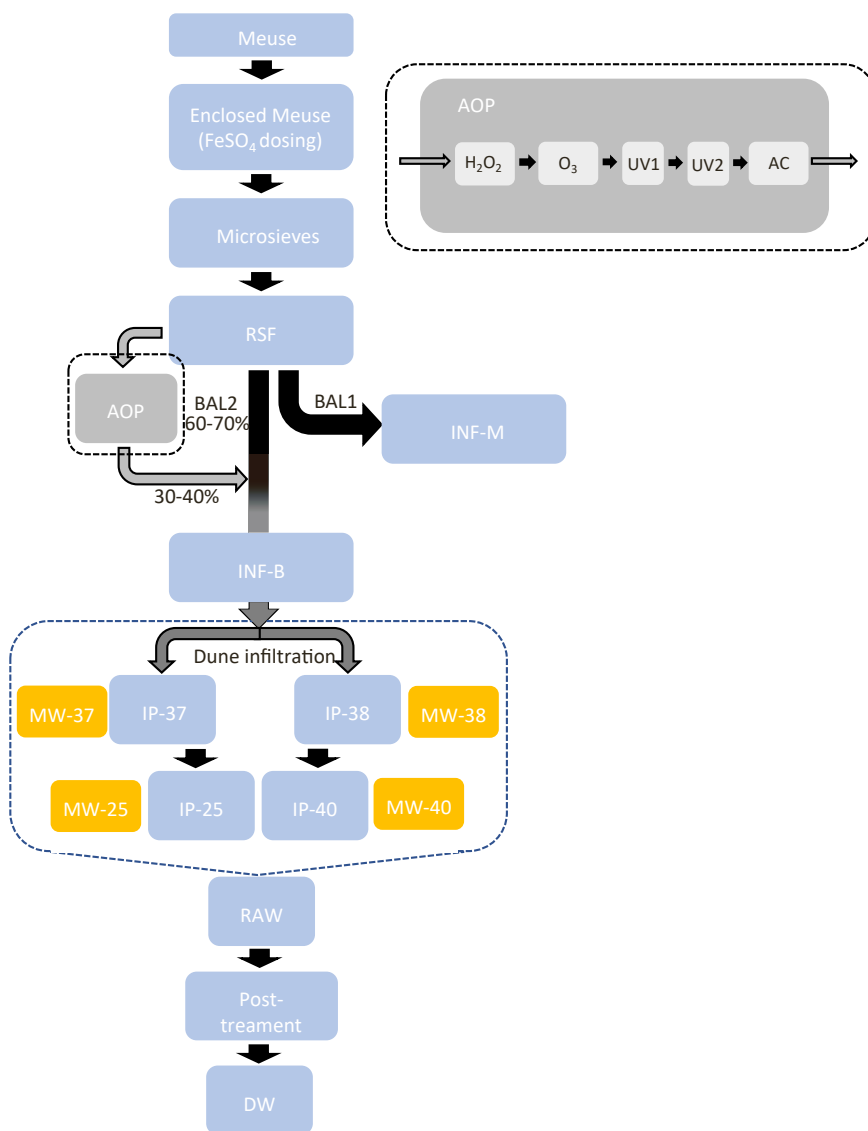 Meuse
Enclosed Meuse
(FeSO₄ dosing)
Microsieves
RSF
AOP
H₂O₂
O₃
UV1
UV2
AC
AOP
BAL2
60-70%
BAL1
INF-M
30-40%
INF-B
Dune infiltration
MW-37
IP-37
IP-38
MW-38
MW-25
IP-25
IP-40
MW-40
RAW
Post-
treament
DW